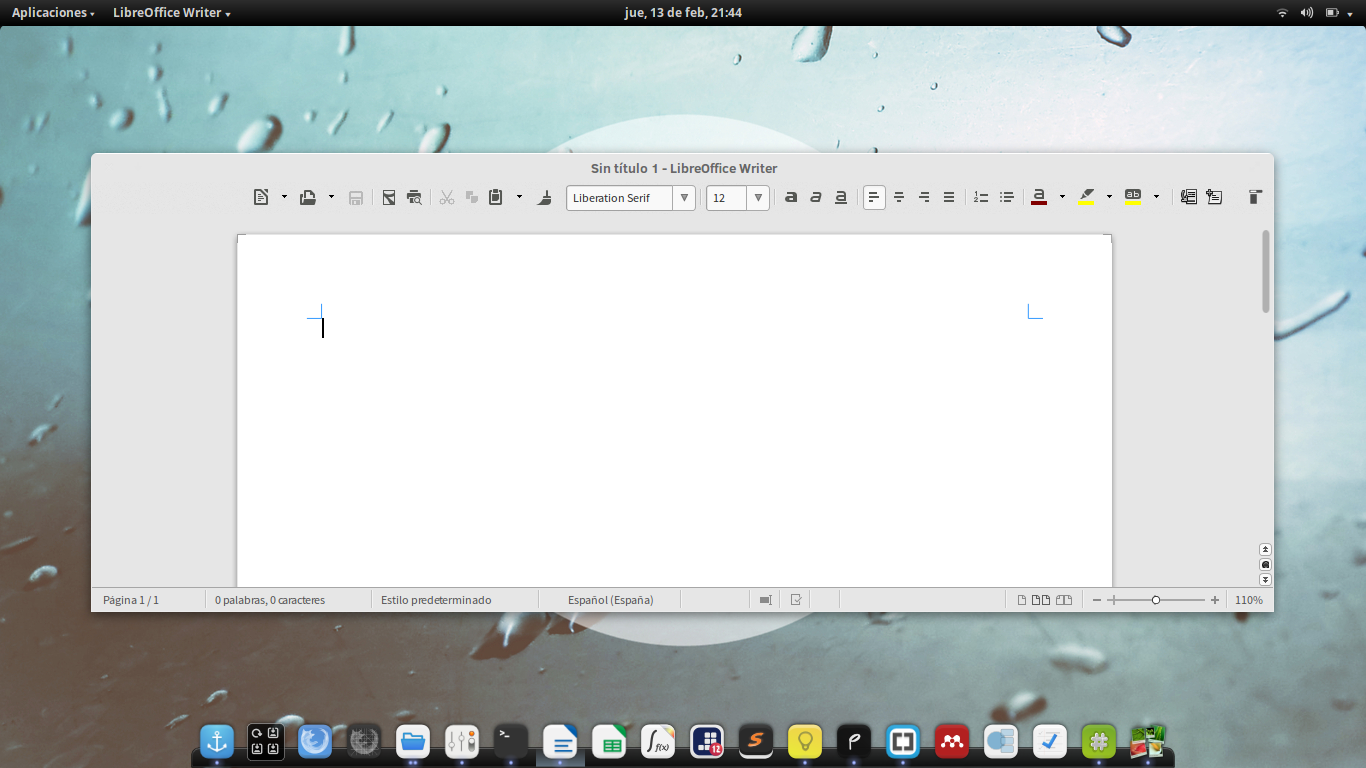 Aplicaciones LibreOffice Writer jue, 13 de feb, 21:44
Sin título 1 - LibreOffice Writer
Liberation Serif 12 a a a a ab
Página 1 / 1 0 palabras, 0 caracteres Estilo predeterminado Español (España) 110%
>_ f(x) 12 S